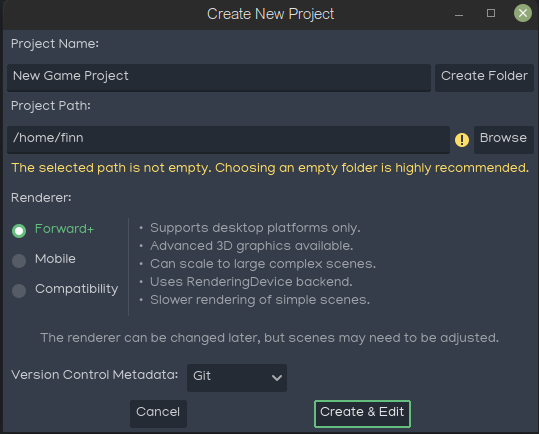 Create New Project
Project Name:
New Game Project
Create Folder
Project Path:
/home/finn
Browse
The selected path is not empty. Choosing an empty folder is highly recommended.
Renderer:
Forward+
Mobile
Compatibility
• Supports desktop platforms only.
• Advanced 3D graphics available.
• Can scale to large complex scenes.
• Uses RenderingDevice backend.
• Slower rendering of simple scenes.
The renderer can be changed later, but scenes may need to be adjusted.
Version Control Metadata:
Git
Cancel
Create & Edit